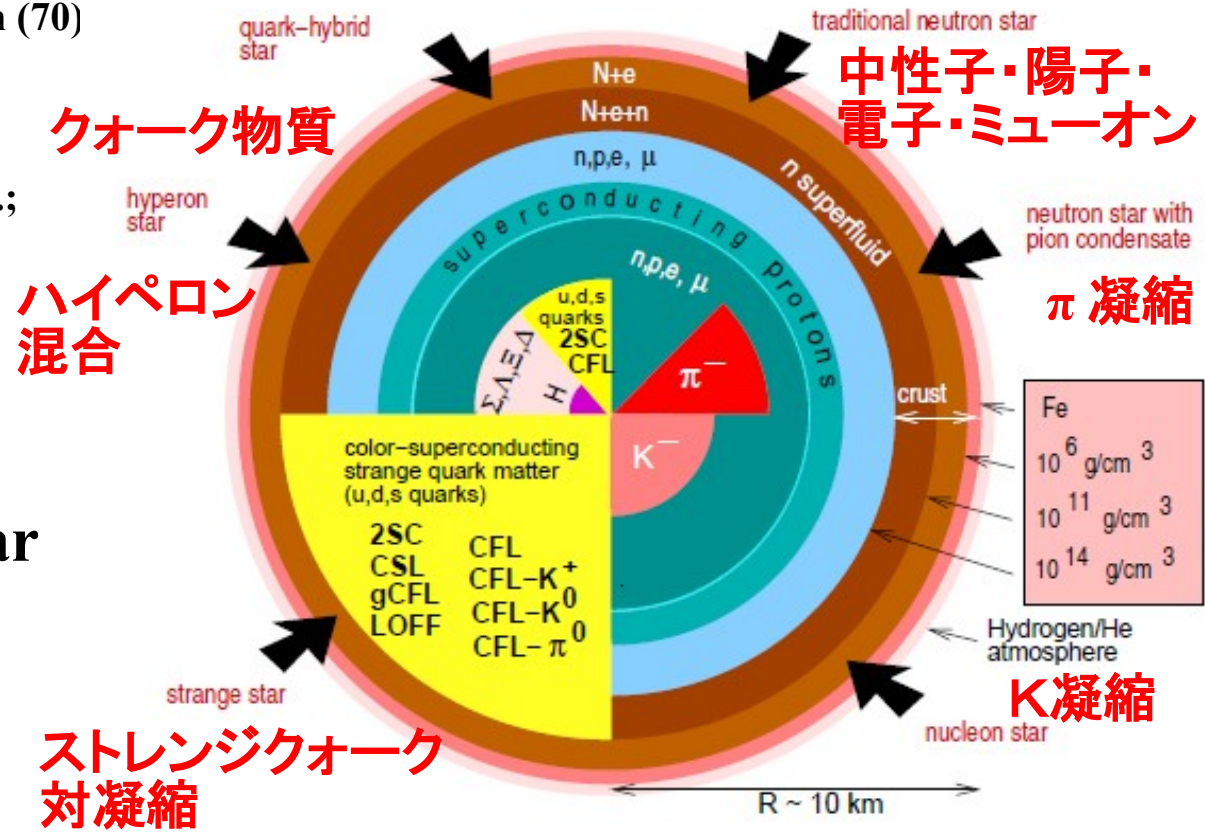 n (70)
quark–hybrid
star
traditional neutron star
N+e
中性子・陽子・
電子・ミューオン
N+e+n
クォーク物質
n,p,e, μ
n superfluid
.;
hyperon
star
superconducting protons
neutron star with
pion condensate
n,p,e, μ
ハイペロン
混合
u,d,s
quarks
2SC
CFL
π 凝縮
Σ,Λ,Ξ,Δ
H
π⁻
crust
Fe
10⁶ g/cm³
10¹¹ g/cm³
10¹⁴ g/cm³
K⁻
color–superconducting
strange quark matter
(u,d,s quarks)
2SC
CSL
gCFL
LOFF
CFL
CFL–K⁺
CFL–K⁰
CFL–π⁰
ar
Hydrogen/He
atmosphere
K凝縮
strange star
nucleon star
ストレンジクォーク
対凝縮
R ~ 10 km